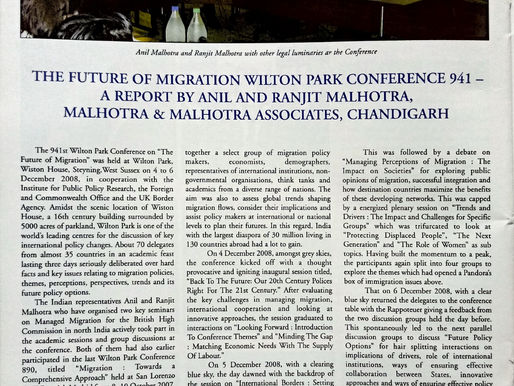 Anil Malhotra and Ranjit Malhotra with other legal luminaries ar the Conference
THE FUTURE OF MIGRATION WILTON PARK CONFERENCE 941 –
A REPORT BY ANIL AND RANJIT MALHOTRA,
MALHOTRA & MALHOTRA ASSOCIATES, CHANDIGARH
The 941st Wilton Park Conference on "The
Future of Migration" was held at Wilton Park,
Wiston House, Steyning,West Sussex on 4 to 6
December 2008, in cooperation with the
Institute for Public Policy Research, the Foreign
and Commonwealth Office and the UK Border
Agency. Amidst the scenic location of Wiston
House, a 16th century building surrounded by
5000 acres of parkland, Wilton Park is one of the
world's leading centres for the discussion of key
international policy changes. About 70 delegates
from almost 35 countries in an academic feast
lasting three days seriously deliberated over hard
facts and key issues relating to migration policies,
themes, perceptions, perspectives, trends and its
future policy options.
The Indian representatives Anil and Ranjit
Malhotra who have organised two key seminars
on Managed Migration for the British High
Commission in north India actively took part in
the academic sessions and group discussions at
the conference. Both of them had also earlier
participated in the last Wilton Park Conference
890, titled "Migration : Towards a
Comprehensive Approach" held at San Lorenzo
10 October 2007
together a select group of migration policy
makers, economists, demographers,
representatives of international institutions, non-
governmental organisations, think tanks and
academics from a diverse range of nations. The
aim was also to assess global trends shaping
migration flows, consider their implications and
assist policy makers at international or national
levels to plan their futures. In this regard, India
with the largest diaspora of 30 million living in
130 countries abroad had a lot to gain.
On 4 December 2008, amongst grey skies,
the conference kicked off with a thought
provocative and igniting inaugural session titled,
"Back To The Future: Our 20th Century Polices
Right For The 21st Century." After evaluating
the key challenges in managing migration,
international cooperation and looking at
innovative approaches, the session graduated to
interactions on "Looking Forward : Introduction
To Conference Themes" and "Minding The Gap
: Matching Economic Needs With The Supply
Of Labour."
On 5 December 2008, with a clearing
blue sky, the day dawned with the backdrop of
the session on "International Borders : Setting
This was followed by a debate on
"Managing Perceptions of Migration : The
Impact on Societies" for exploring public
opinions of migration, successful integration and
how destination countries maximize the benefits
of these developing networks. This was capped
by a energized plenary session on "Trends and
Drivers : The Impact and Challenges for Specific
Groups" which was trifurcated to look at
"Protecting Displaced People", "The Next
Generation" and "The Role of Women" as sub
topics. Having built the momentum to a peak,
the participants again split into four groups to
explore the themes which had opened a Pandora's
box of immigration issues above.
That on 6 December 2008, with a clear
blue sky returned the delegates to the conference
table with the Rapporteur giving a feedback from
the two discussion groups held the day before.
This spontaneously led to the next parallel
discussion groups to discuss "Future Policy
Options" for hair splitting interactions on
implications of drivers, role of international
institutions, ways of ensuring effective
collaboration between States, innovative
approaches and ways of ensuring effective